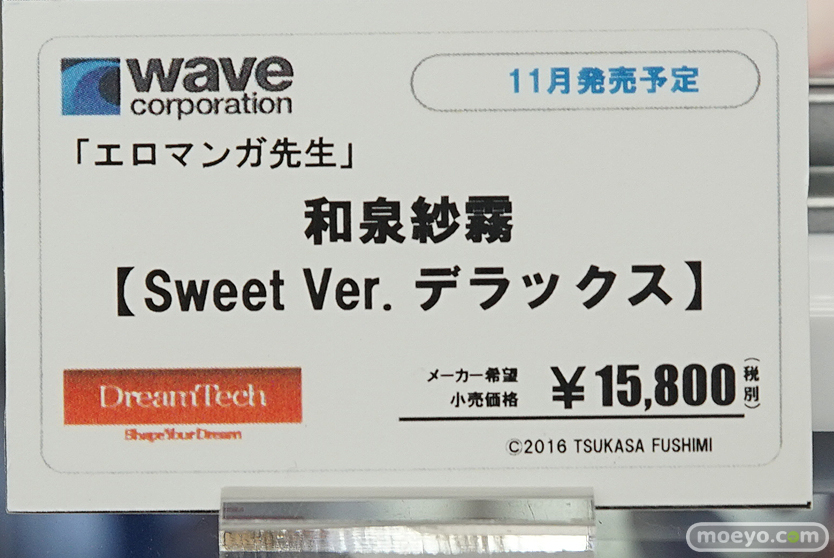 wave
corporation
11月発売予定
「エロマンガ先生」
和泉紗霧
【Sweet Ver. デラックス】
DreamTech
Shape Your Dream
メーカー希望
小売価格
￥15,800
（税別）
©2016 TSUKASA FUSHIMI
moeyo.com